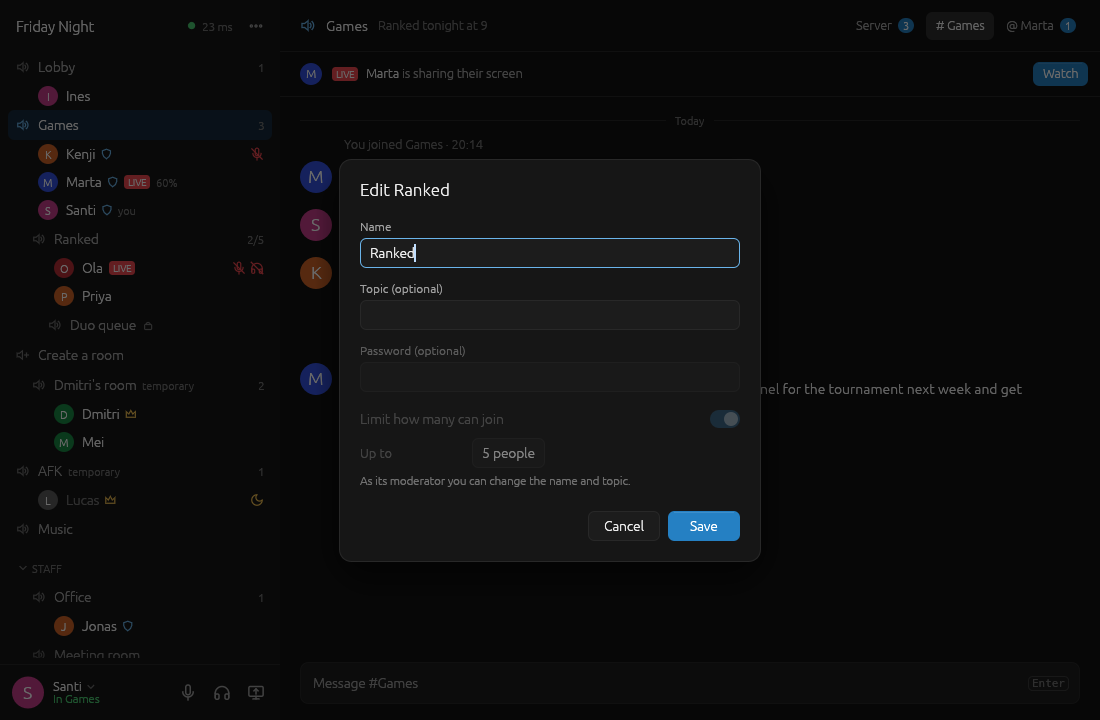 Friday Night
23 ms
Lobby
1
I
Ines
Games
3
K
Kenji
M
Marta
LIVE
60%
S
Santi
you
Ranked
2/5
O
Ola
LIVE
P
Priya
Duo queue
Create a room
Dmitri's room temporary
2
D
Dmitri
M
Mei
AFK temporary
1
L
Lucas
Music
STAFF
Office
1
J
Jonas
Meeting room
S
Santi
In Games
Games
Ranked tonight at 9
Server
3
# Games
@ Marta
1
M
LIVE
Marta is sharing their screen
Watch
Today
You joined Games · 20:14
M
S
K
M
nel for the tournament next week and get
Edit Ranked
Name
Ranked
Topic (optional)
Password (optional)
Limit how many can join
Up to
5 people
As its moderator you can change the name and topic.
Cancel
Save
Message #Games
Enter